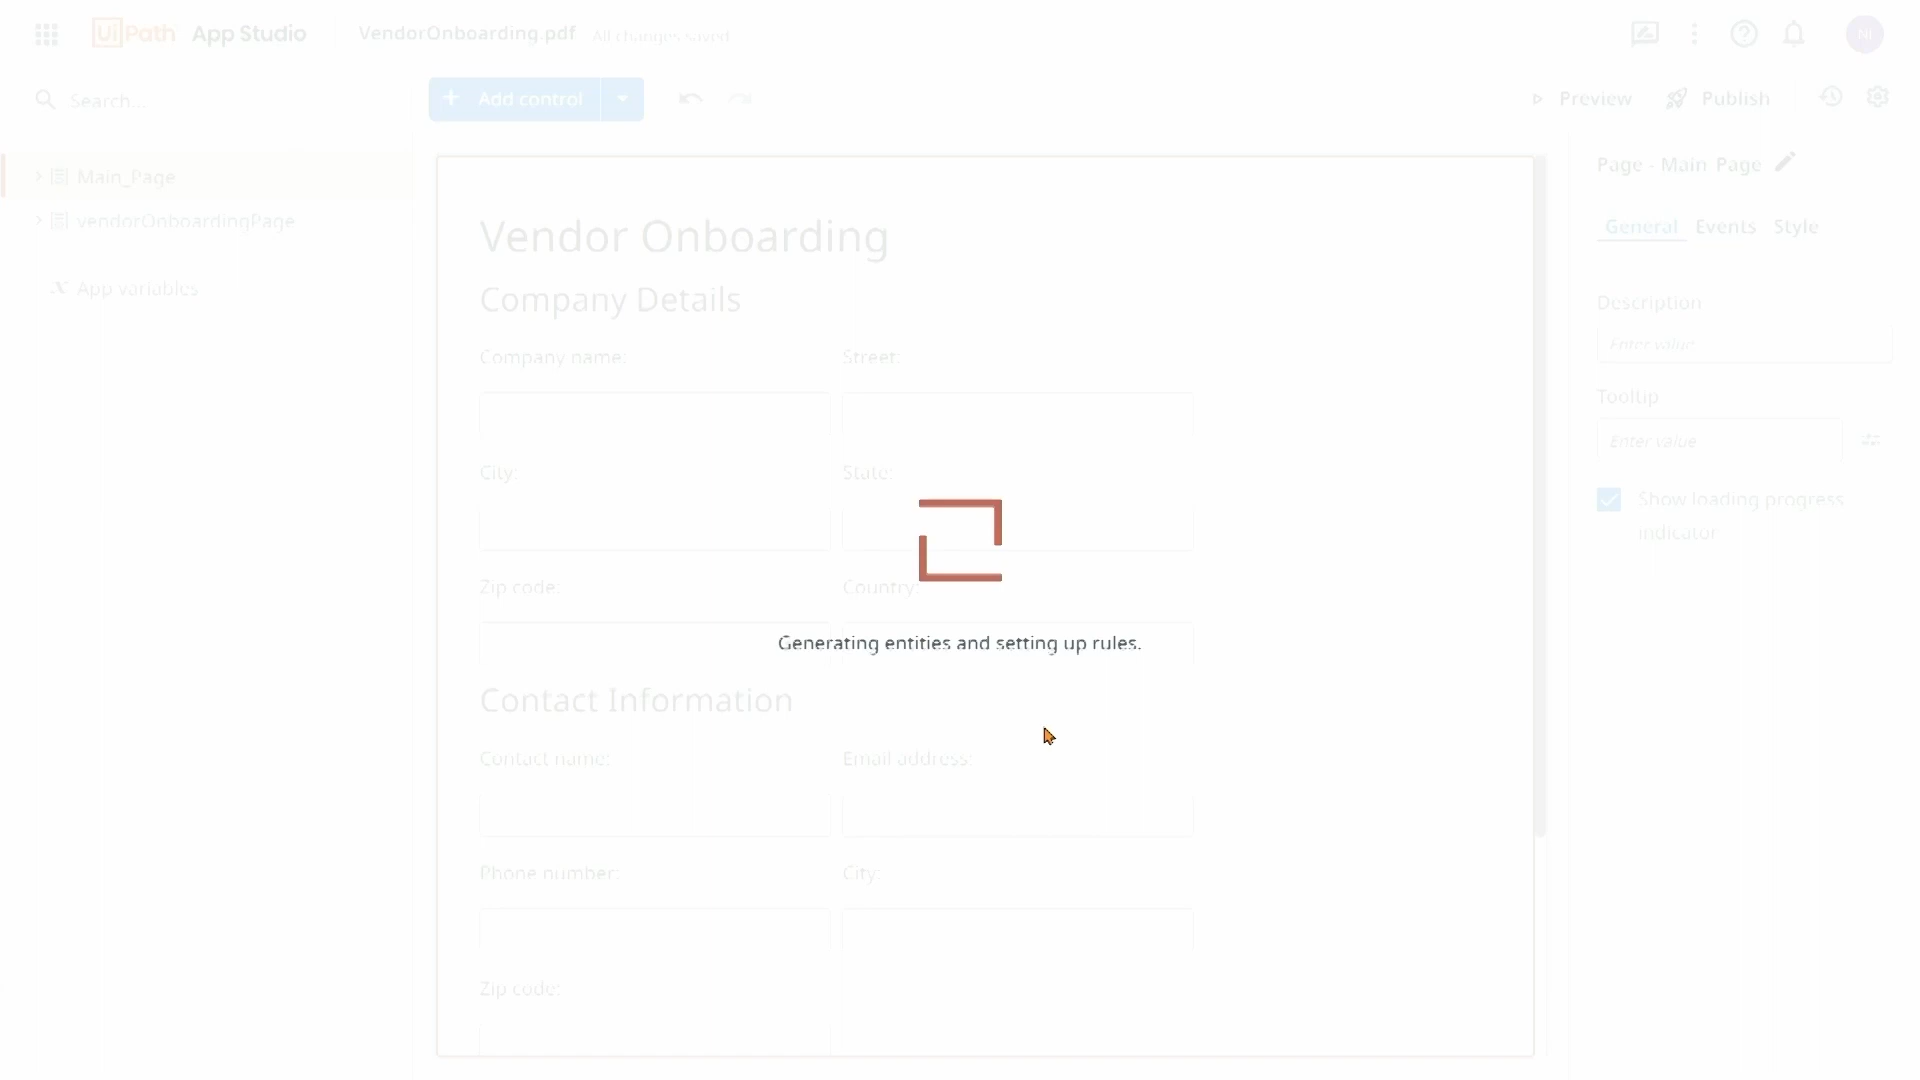 UiPath App Studio
VendorOnboarding.pdf All changes saved
NI
Search...
Add control
Preview
Publish
Main_Page
vendorOnboardingPage
App variables
Vendor Onboarding
Company Details
Company name:
Street:
City:
State:
Zip code:
Country:
Generating entities and setting up rules.
Contact Information
Contact name:
Email address:
Phone number:
City:
Zip code:
Page - Main Page
General Events Style
Description
Enter value
Tooltip
Enter value
Show loading progress
indicator